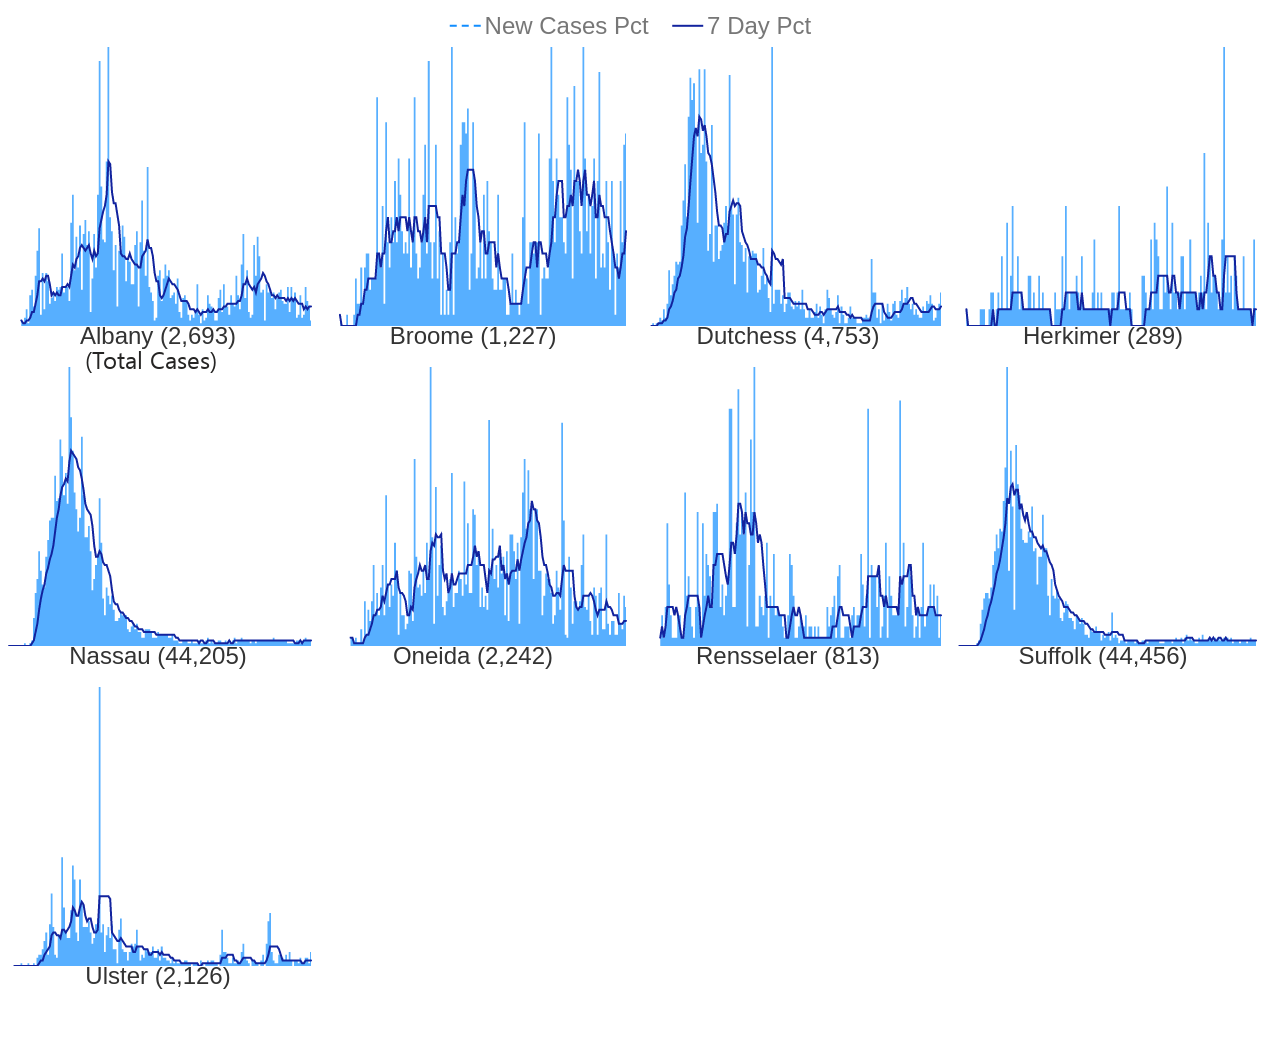 New Cases Pct 7 Day Pct
Albany (2,693) Broome (1,227) Dutchess (4,753) Herkimer (289)
(Total Cases)
Nassau (44,205) Oneida (2,242) Rensselaer (813) Suffolk (44,456)
Ulster (2,126)